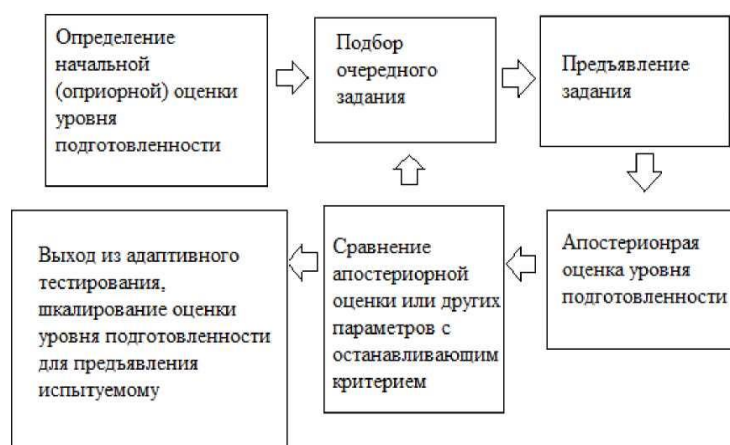 Определение
начальной
(оприорной) оценки
уровня
подготовленности
Подбор
очередного
задания
Предъявление
задания
Выход из адаптивного
тестирования,
шкалирование оценки
уровня подготовленности
для предъявления
испытуемому
Сравнение
апостериорной
оценки или других
параметров с
останавливающим
критерием
Апостерионрая
оценка уровня
подготовленности